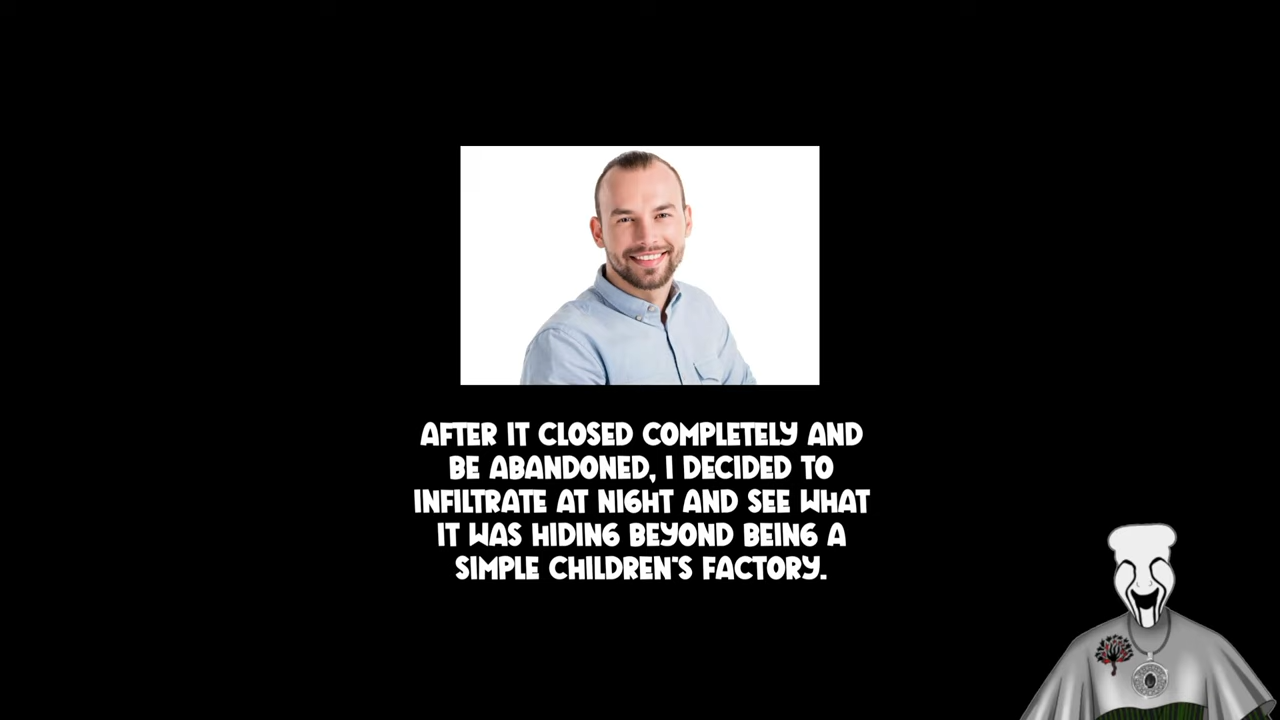 AFTER IT CLOSED COMPLETELY AND
BE ABANDONED, I DECIDED TO
INFILTRATE AT NIGHT AND SEE WHAT
IT WAS HIDING BEYOND BEING A
SIMPLE CHILDREN'S FACTORY.